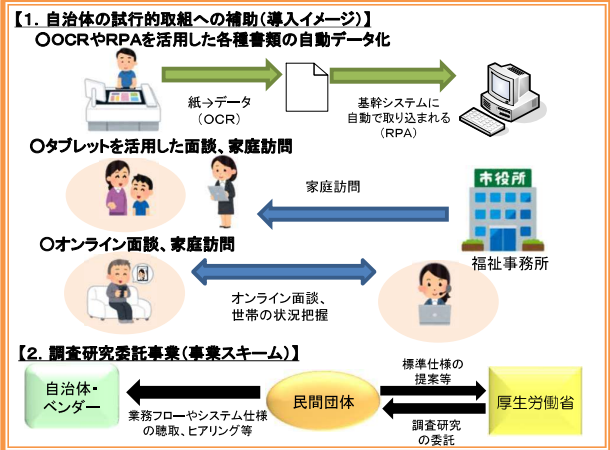 【1．自治体の試行的取組への補助（導入イメージ）】
〇OCRやRPAを活用した各種書類の自動データ化
紙→データ
（OCR）
基幹システムに
自動で取り込まれる
（RPA）
〇タブレットを活用した面談、家庭訪問
家庭訪問
市役所
福祉事務所
〇オンライン面談、家庭訪問
オンライン面談、
世帯の状況把握
【2．調査研究委託事業（事業スキーム）】
自治体・
ベンダー
業務フローやシステム仕様
の聴取、ヒアリング等
民間団体
標準仕様の
提案等
調査研究
の委託
厚生労働省